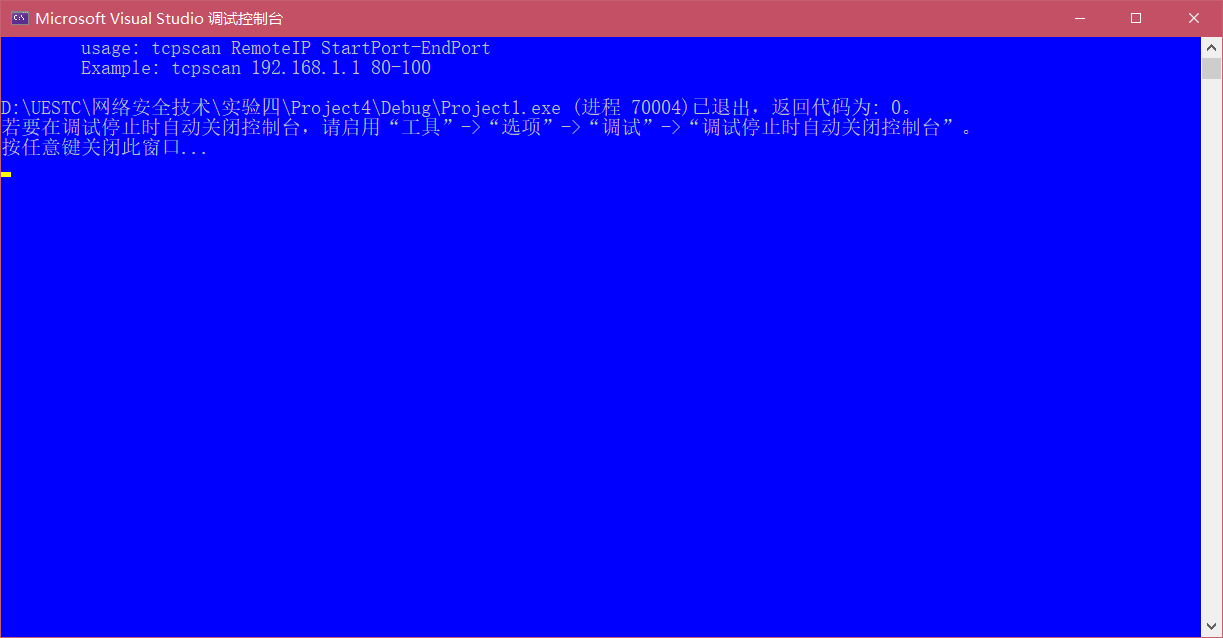 Microsoft Visual Studio 调试控制台
usage: tcpscan RemoteIP StartPort-EndPort
Example: tcpscan 192.168.1.1 80-100
D:\UESTC\网络安全技术\实验四\Project4\Debug\Project1.exe (进程 70004)已退出，返回代码为: 0。
若要在调试停止时自动关闭控制台，请启用“工具”->“选项”->“调试”->“调试停止时自动关闭控制台”。
按任意键关闭此窗口...